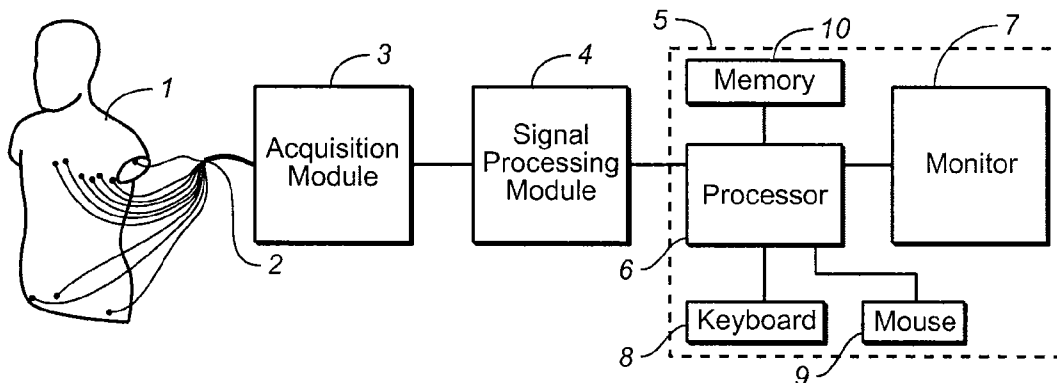 1
2
3
Acquisition
Module
4
Signal
Processing
Module
5
10
Memory
7
Monitor
Processor
6
Keyboard
8
Mouse
9